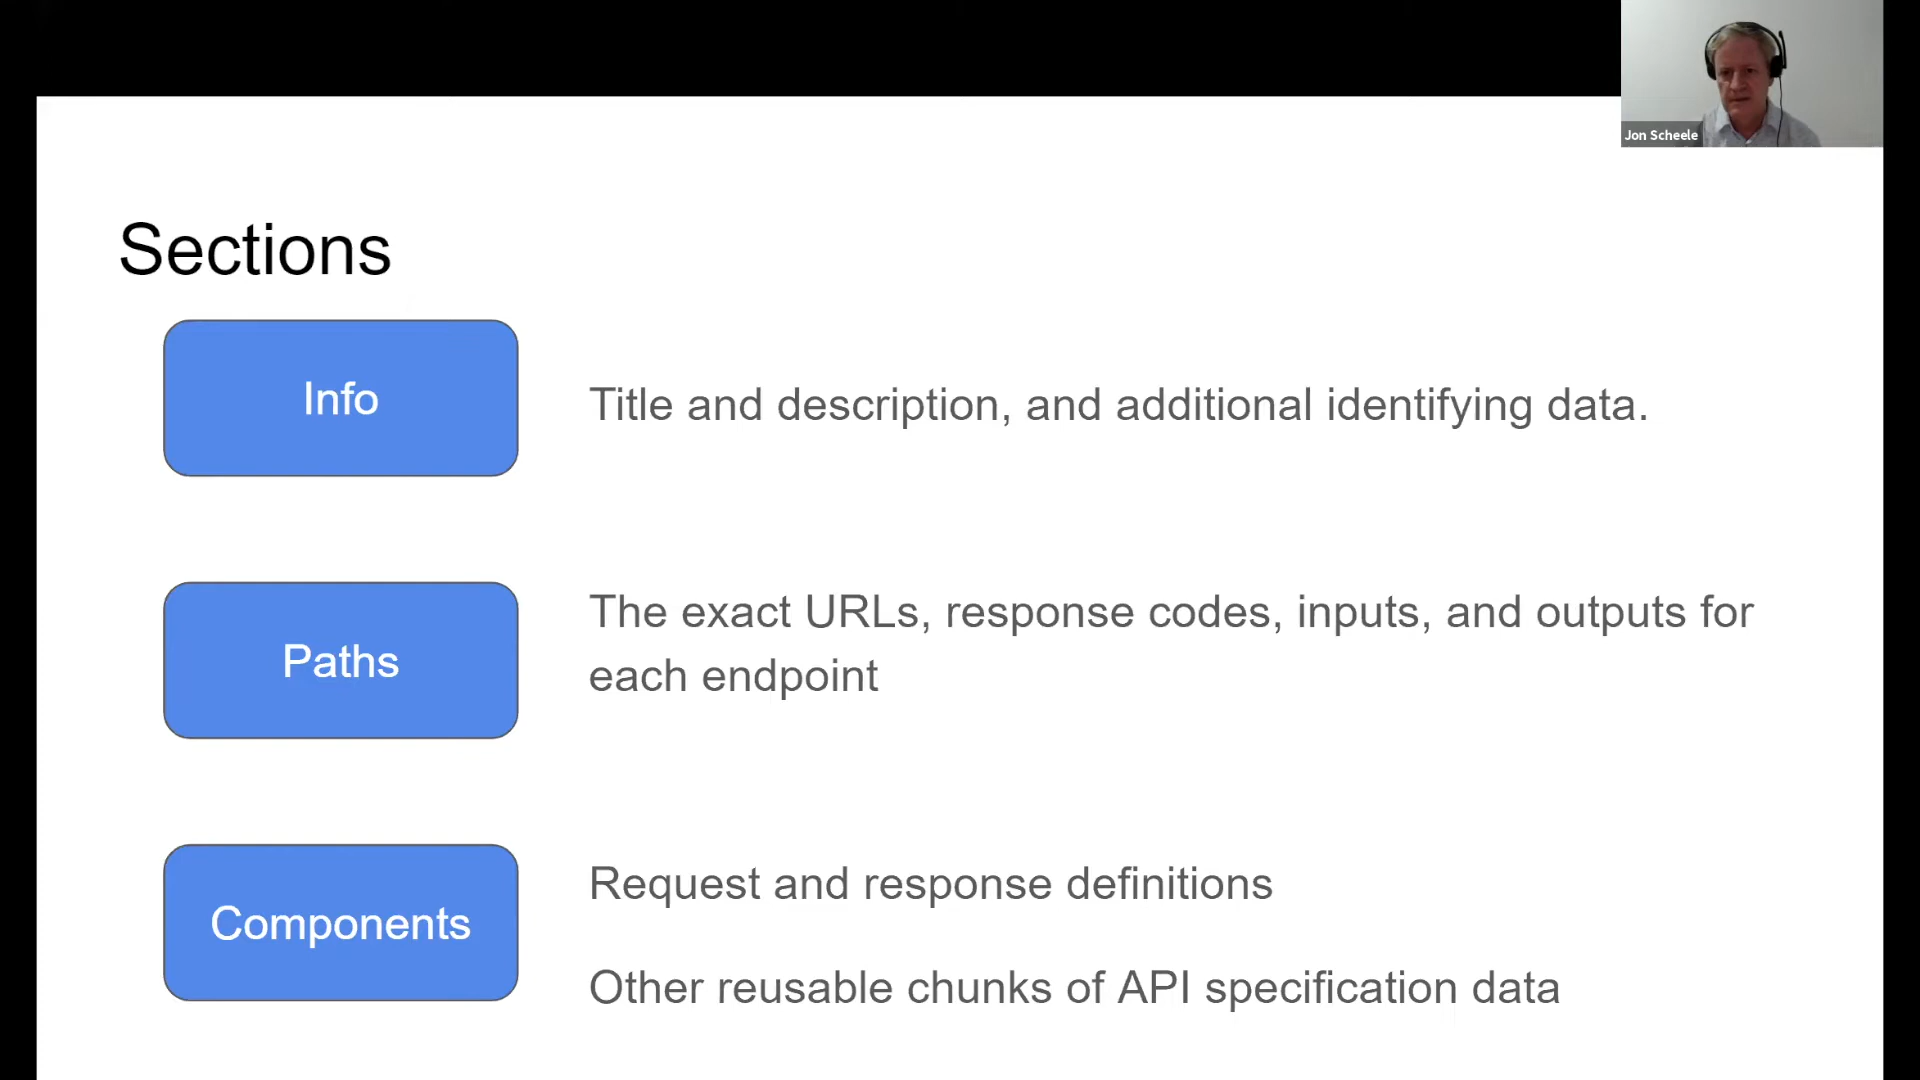 Jon Scheele
Sections
Info
Title and description, and additional identifying data.
Paths
The exact URLs, response codes, inputs, and outputs for
each endpoint
Components
Request and response definitions
Other reusable chunks of API specification data